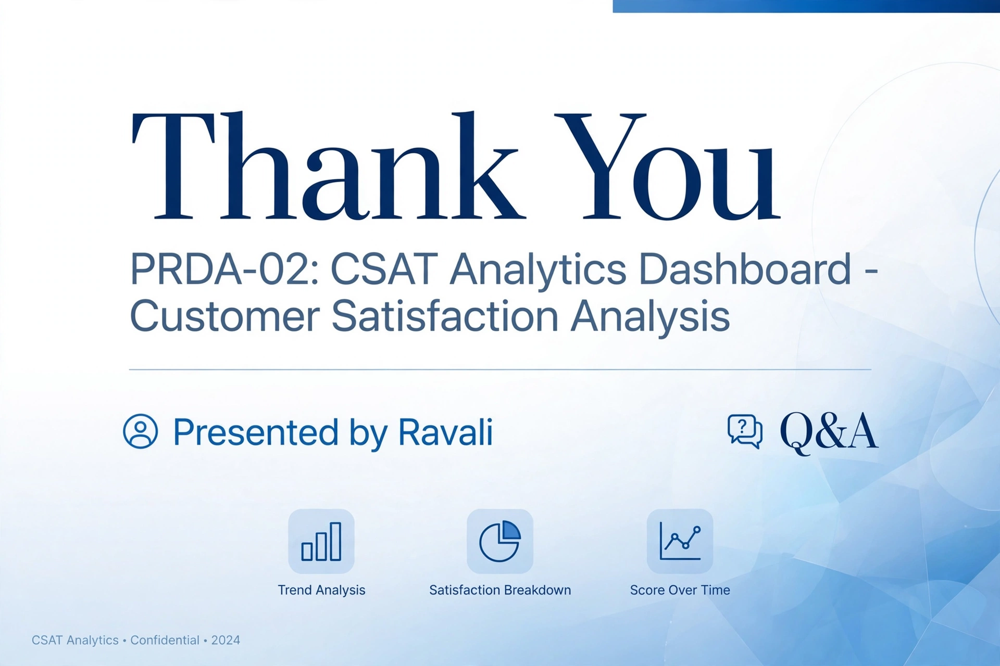 Thank You
PRDA-02: CSAT Analytics Dashboard -
Customer Satisfaction Analysis
Presented by Ravali
? Q&A
Trend Analysis
Satisfaction Breakdown
Score Over Time
CSAT Analytics • Confidential • 2024